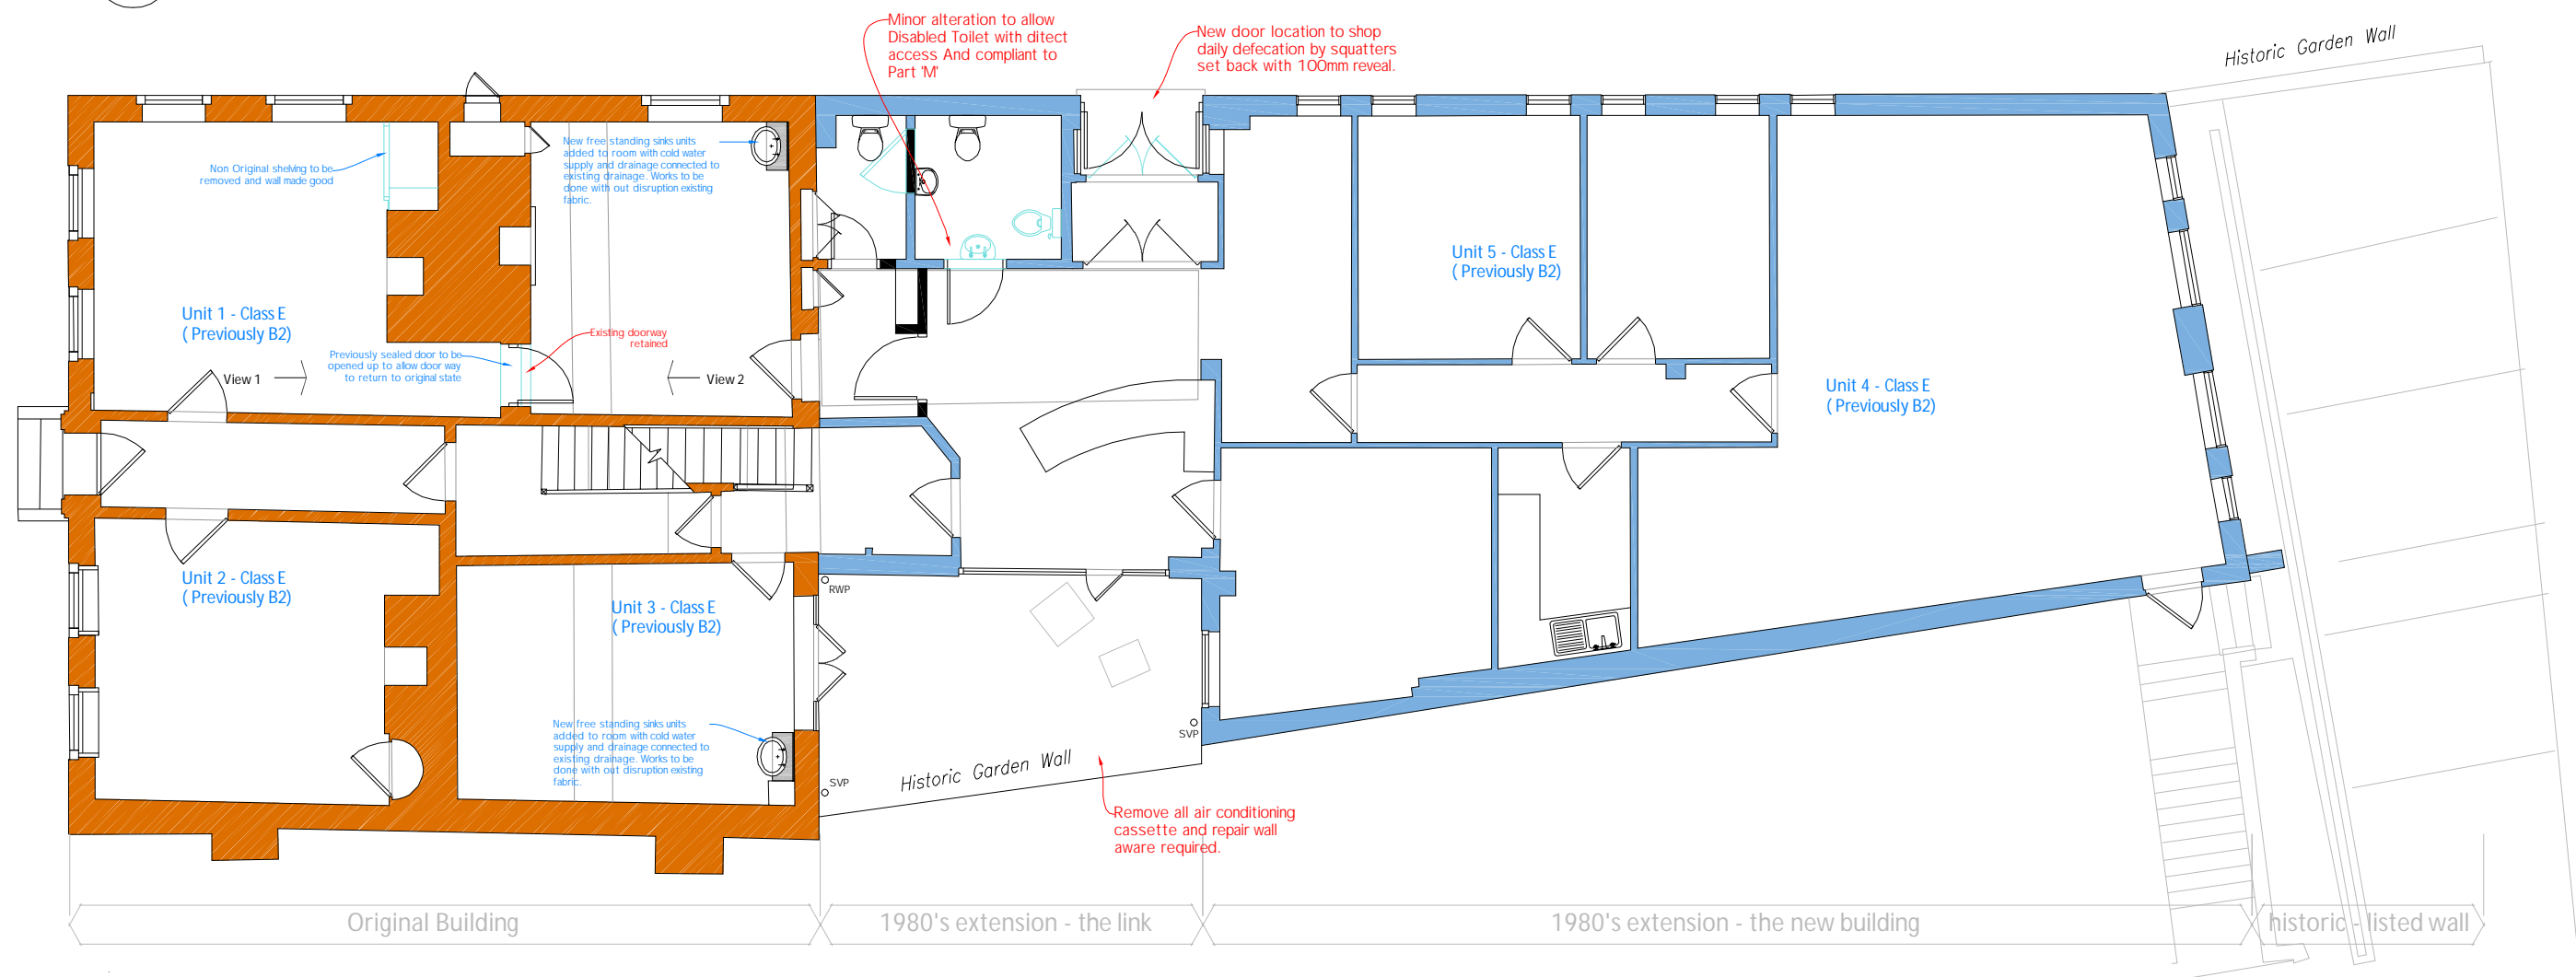 Minor alteration to allow
Disabled Toilet with ditect
access And compliant to
Part 'M'
New door location to shop
daily defecation by squatters
set back with 100mm reveal.
Historic Garden Wall
Non Original shelving to be
removed and wall made good
New free standing sinks units
added to room with cold water
supply and drainage connected to
existing drainage. Works to be
done with out disruption existing
fabric.
Unit 5 - Class E
( Previously B2)
Unit 1 - Class E
( Previously B2)
Existing doorway
retained
Previously sealed door to be
opened up to allow door way
to return to original state
View 1
View 2
Unit 4 - Class E
( Previously B2)
Unit 2 - Class E
( Previously B2)
Unit 3 - Class E
( Previously B2)
RWP
New free standing sinks units
added to room with cold water
supply and drainage connected to
existing drainage. Works to be
done with out disruption existing
fabric.
SVP
SVP
Historic Garden Wall
Remove all air conditioning
cassette and repair wall
aware required.
Original Building
1980's extension - the link
1980's extension - the new building
historic - listed wall